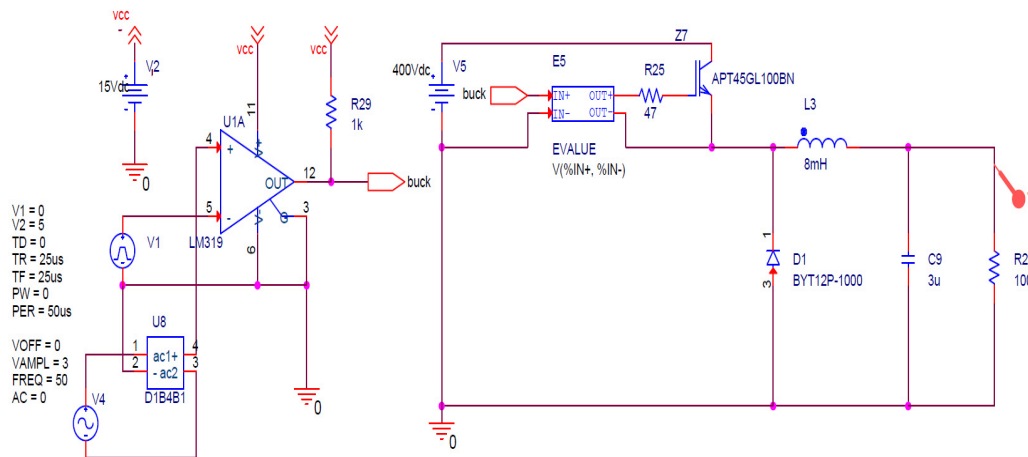 vcc
V2
15Vdc
0
vcc
vcc
R29
1k
U1A
11
V+
4
+
OUT
12
buck
5
-
G
3
V-
6
LM319
V1 = 0
V2 = 5
TD = 0
TR = 25us
TF = 25us
PW = 0
PER = 50us
V1
VOFF = 0
VAMPL = 3
FREQ = 50
AC = 0
V4
U8
1
ac1+
4
2
- ac2
3
D1B4B1
0
400Vdc
V5
buck
E5
IN+ OUT+
IN- OUT-
EVALUE
V(%IN+, %IN-)
R25
47
Z7
APT45GL100BN
L3
8mH
1
D1
3
BYT12P-1000
C9
3u
0